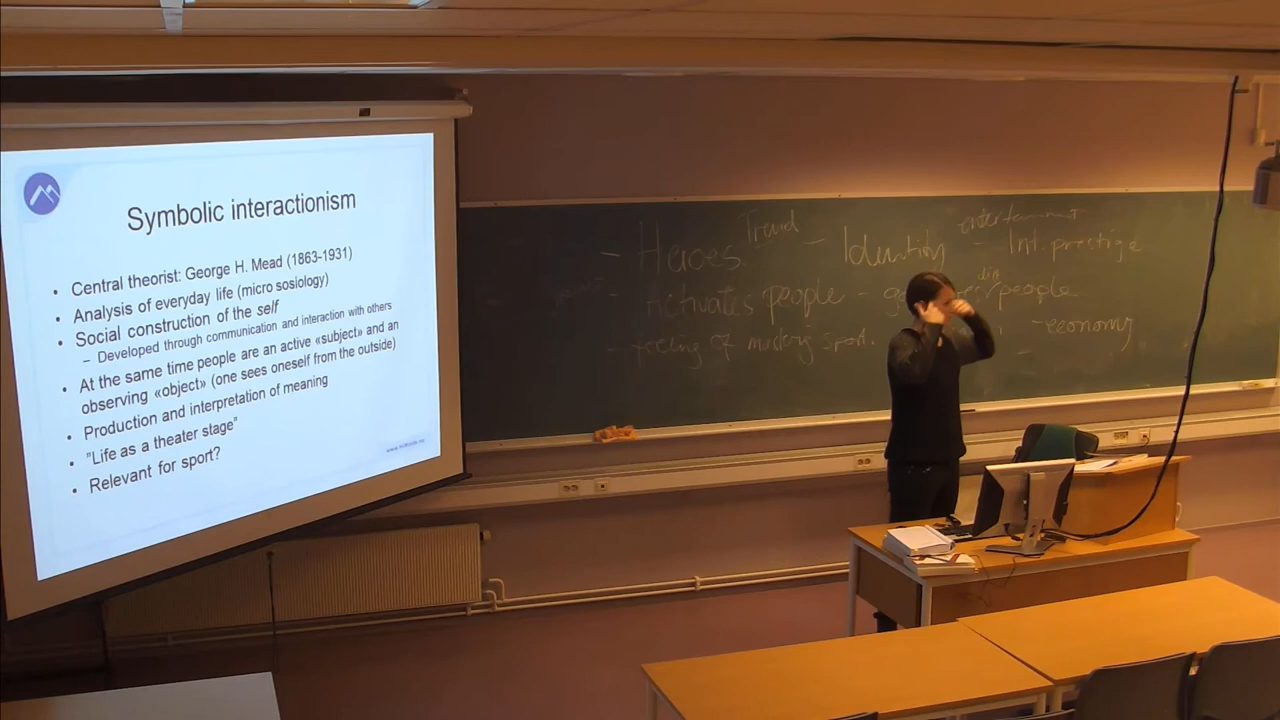 Symbolic interactionism
• Central theorist: George H. Mead (1863-1931)
• Analysis of everyday life (micro sosiology)
• Social construction of the self
– Developed through communication and interaction with others
• At the same time people are an active «subject» and an
observing «object» (one sees oneself from the outside)
• Production and interpretation of meaning
• "Life as a theater stage"
• Relevant for sport?
Trend entertainment
- Heroes - Identity - Int. prestige
- Activates people - people
- feeling of sport. - economy